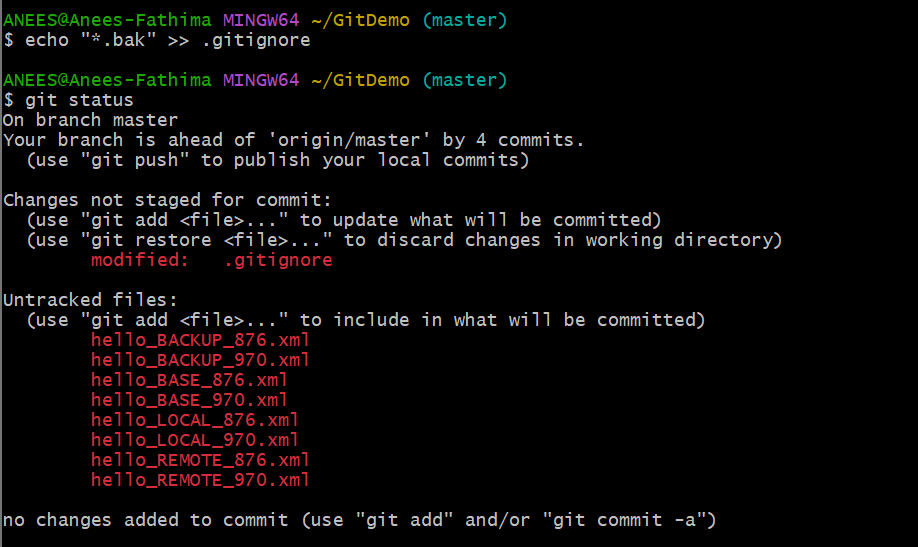 ANEES@Anees-Fathima MINGW64 ~/GitDemo (master)
$ echo "*.bak" >> .gitignore
ANEES@Anees-Fathima MINGW64 ~/GitDemo (master)
$ git status
On branch master
Your branch is ahead of 'origin/master' by 4 commits.
  (use "git push" to publish your local commits)
Changes not staged for commit:
  (use "git add <file>..." to update what will be committed)
  (use "git restore <file>..." to discard changes in working directory)
        modified:   .gitignore
Untracked files:
  (use "git add <file>..." to include in what will be committed)
        hello_BACKUP_876.xml
        hello_BACKUP_970.xml
        hello_BASE_876.xml
        hello_BASE_970.xml
        hello_LOCAL_876.xml
        hello_LOCAL_970.xml
        hello_REMOTE_876.xml
        hello_REMOTE_970.xml
no changes added to commit (use "git add" and/or "git commit -a")